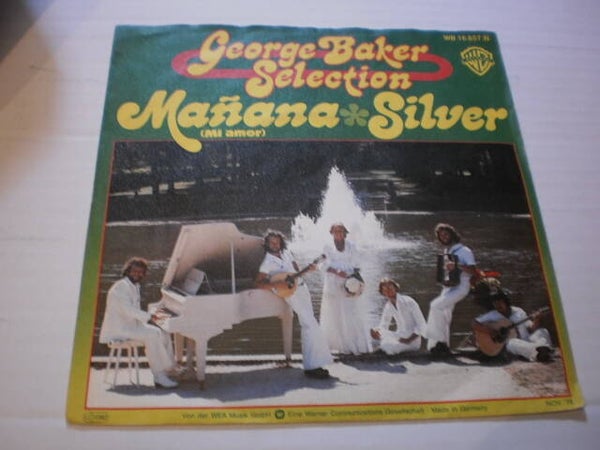 WB 16.857 N
George Baker
Selection
Mañana ✽ Silver
(Mi amor)
Von der WEA Musik GmbH Eine Warner Communications Gesellschaft · Made in Germany